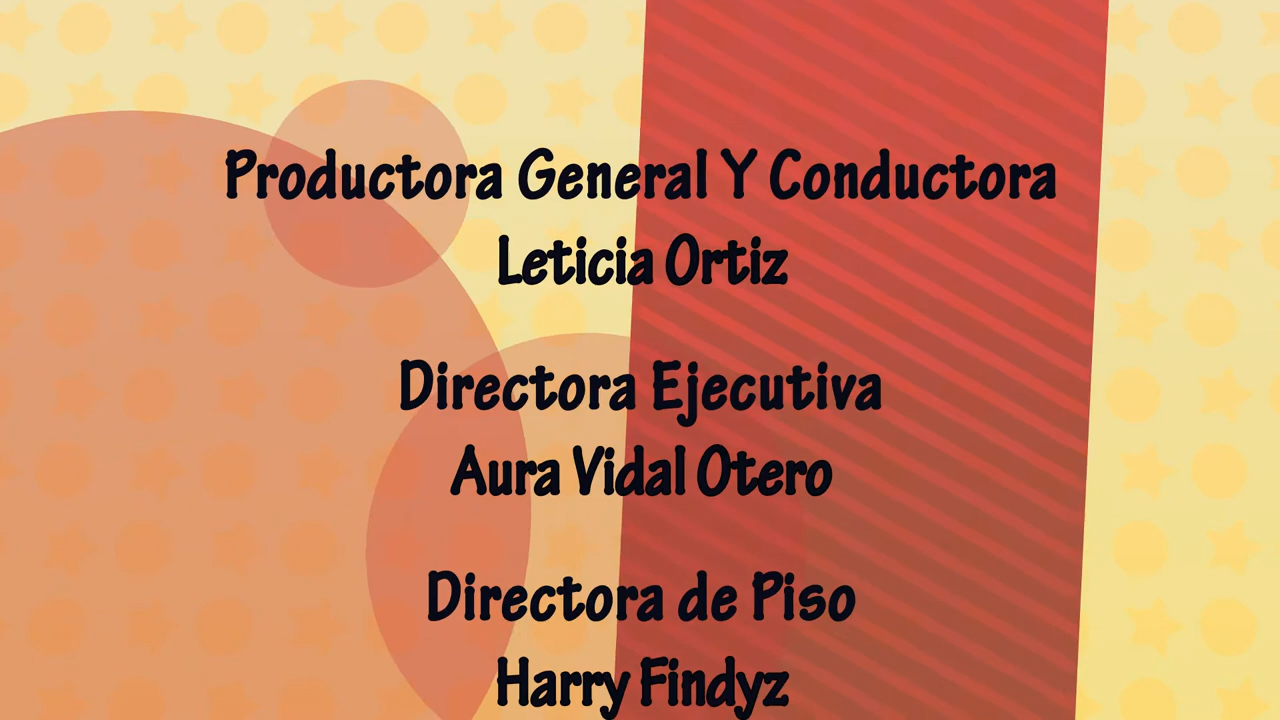 Productora General Y Conductora
Leticia Ortiz
Directora Ejecutiva
Aura Vidal Otero
Directora de Piso
Harry Findyz